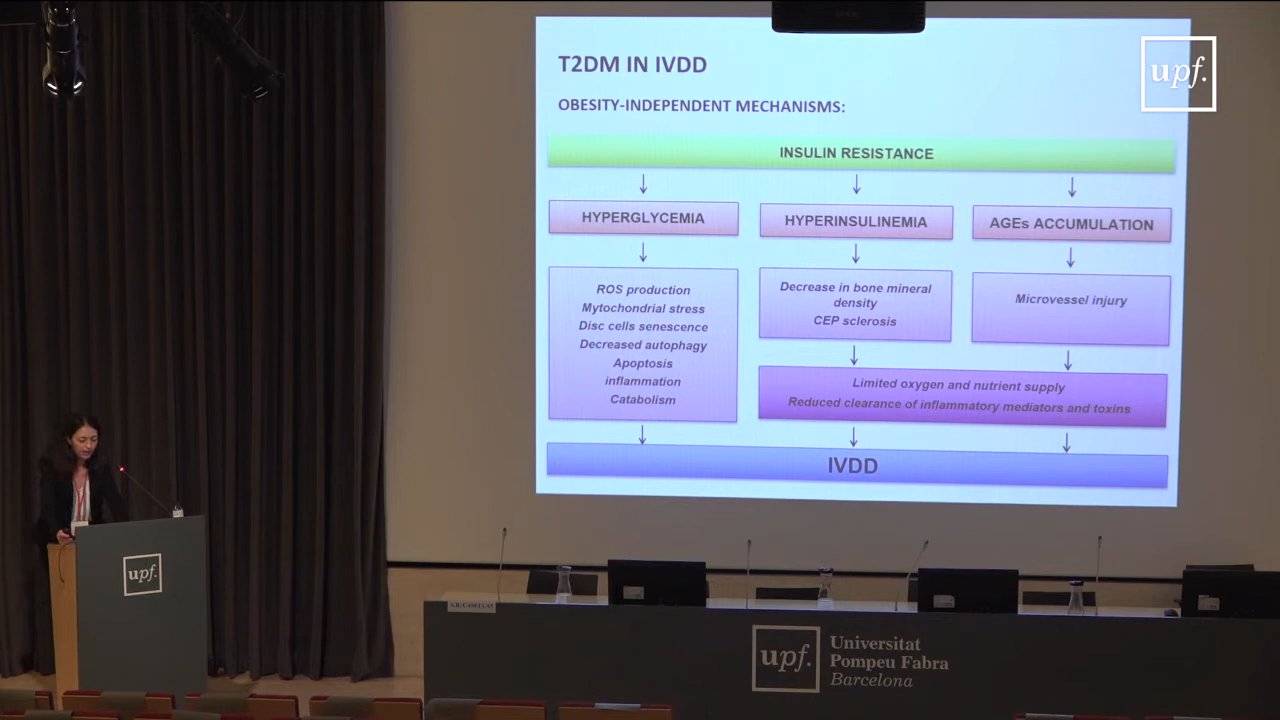 T2DM IN IVDD
upf.
OBESITY-INDEPENDENT MECHANISMS:
INSULIN RESISTANCE
HYPERGLYCEMIA
HYPERINSULINEMIA
AGEs ACCUMULATION
ROS production
Mytochondrial stress
Disc cells senescence
Decreased autophagy
Apoptosis
inflammation
Catabolism
Decrease in bone mineral
density
CEP sclerosis
Microvessel injury
Limited oxygen and nutrient supply
Reduced clearance of inflammatory mediators and toxins
IVDD
upf.
upf.
Universitat
Pompeu Fabra
Barcelona